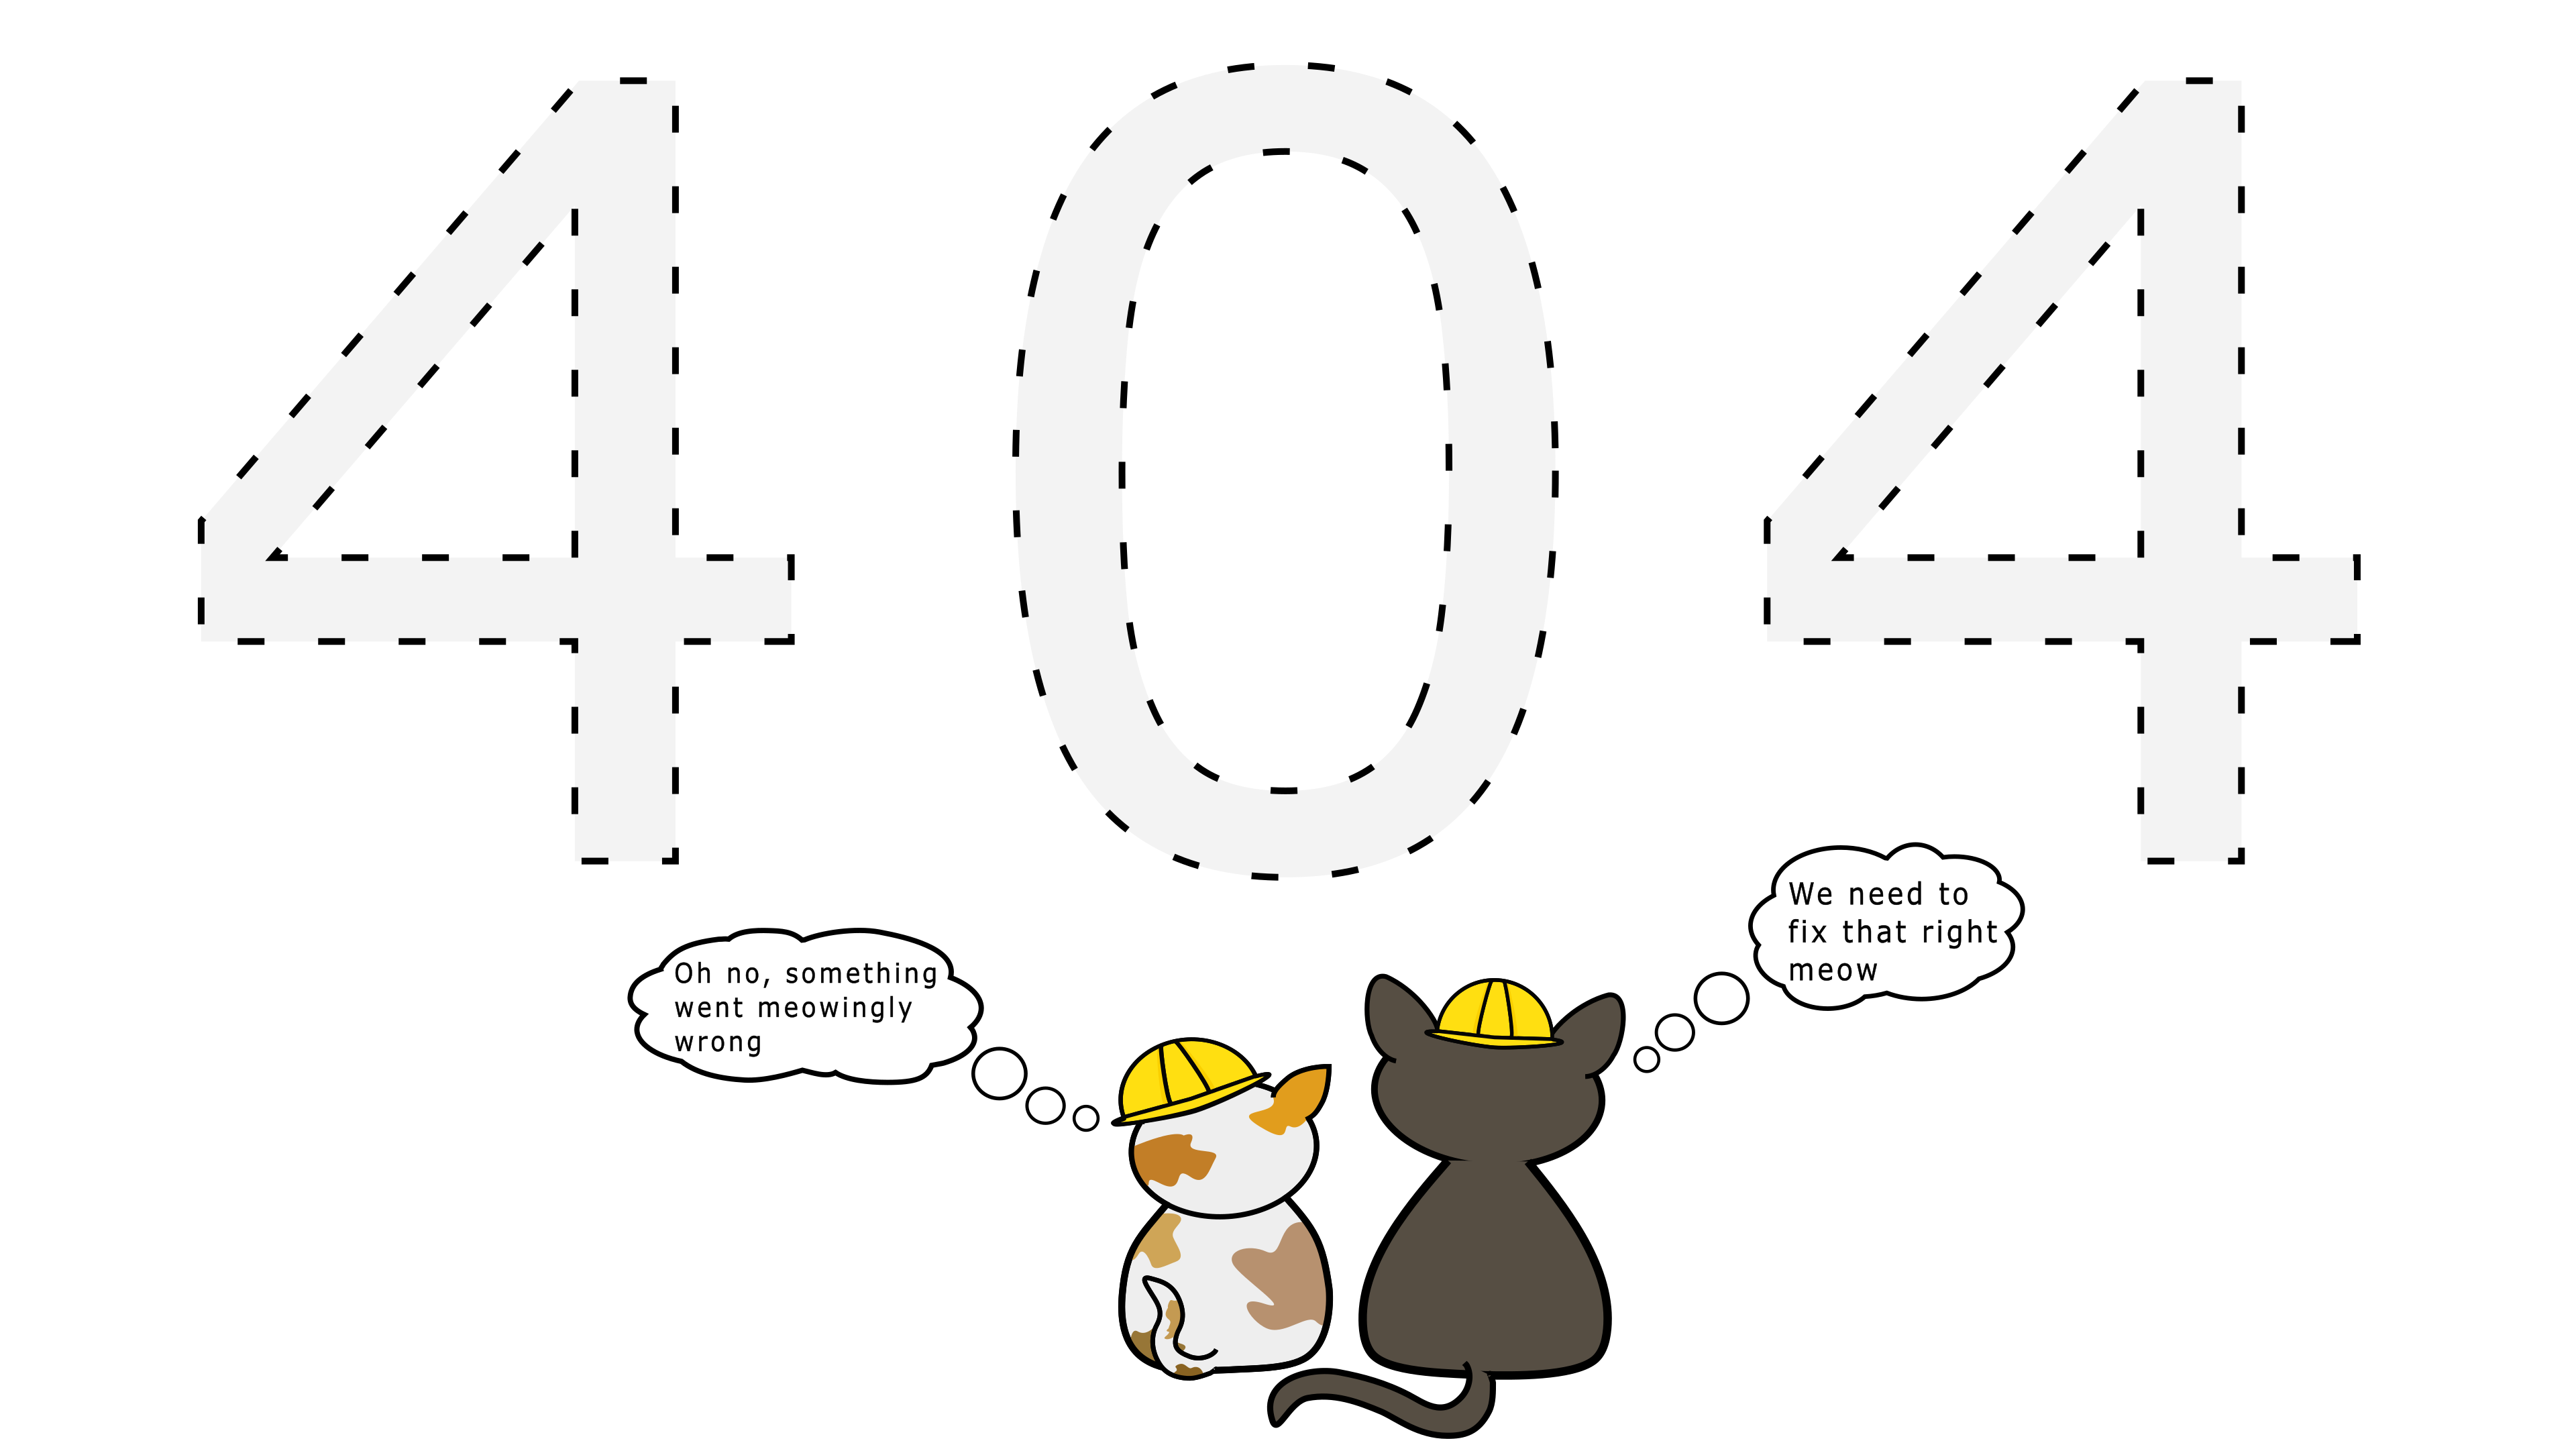 404
Oh no, something
went meowingly
wrong
We need to
fix that right
meow